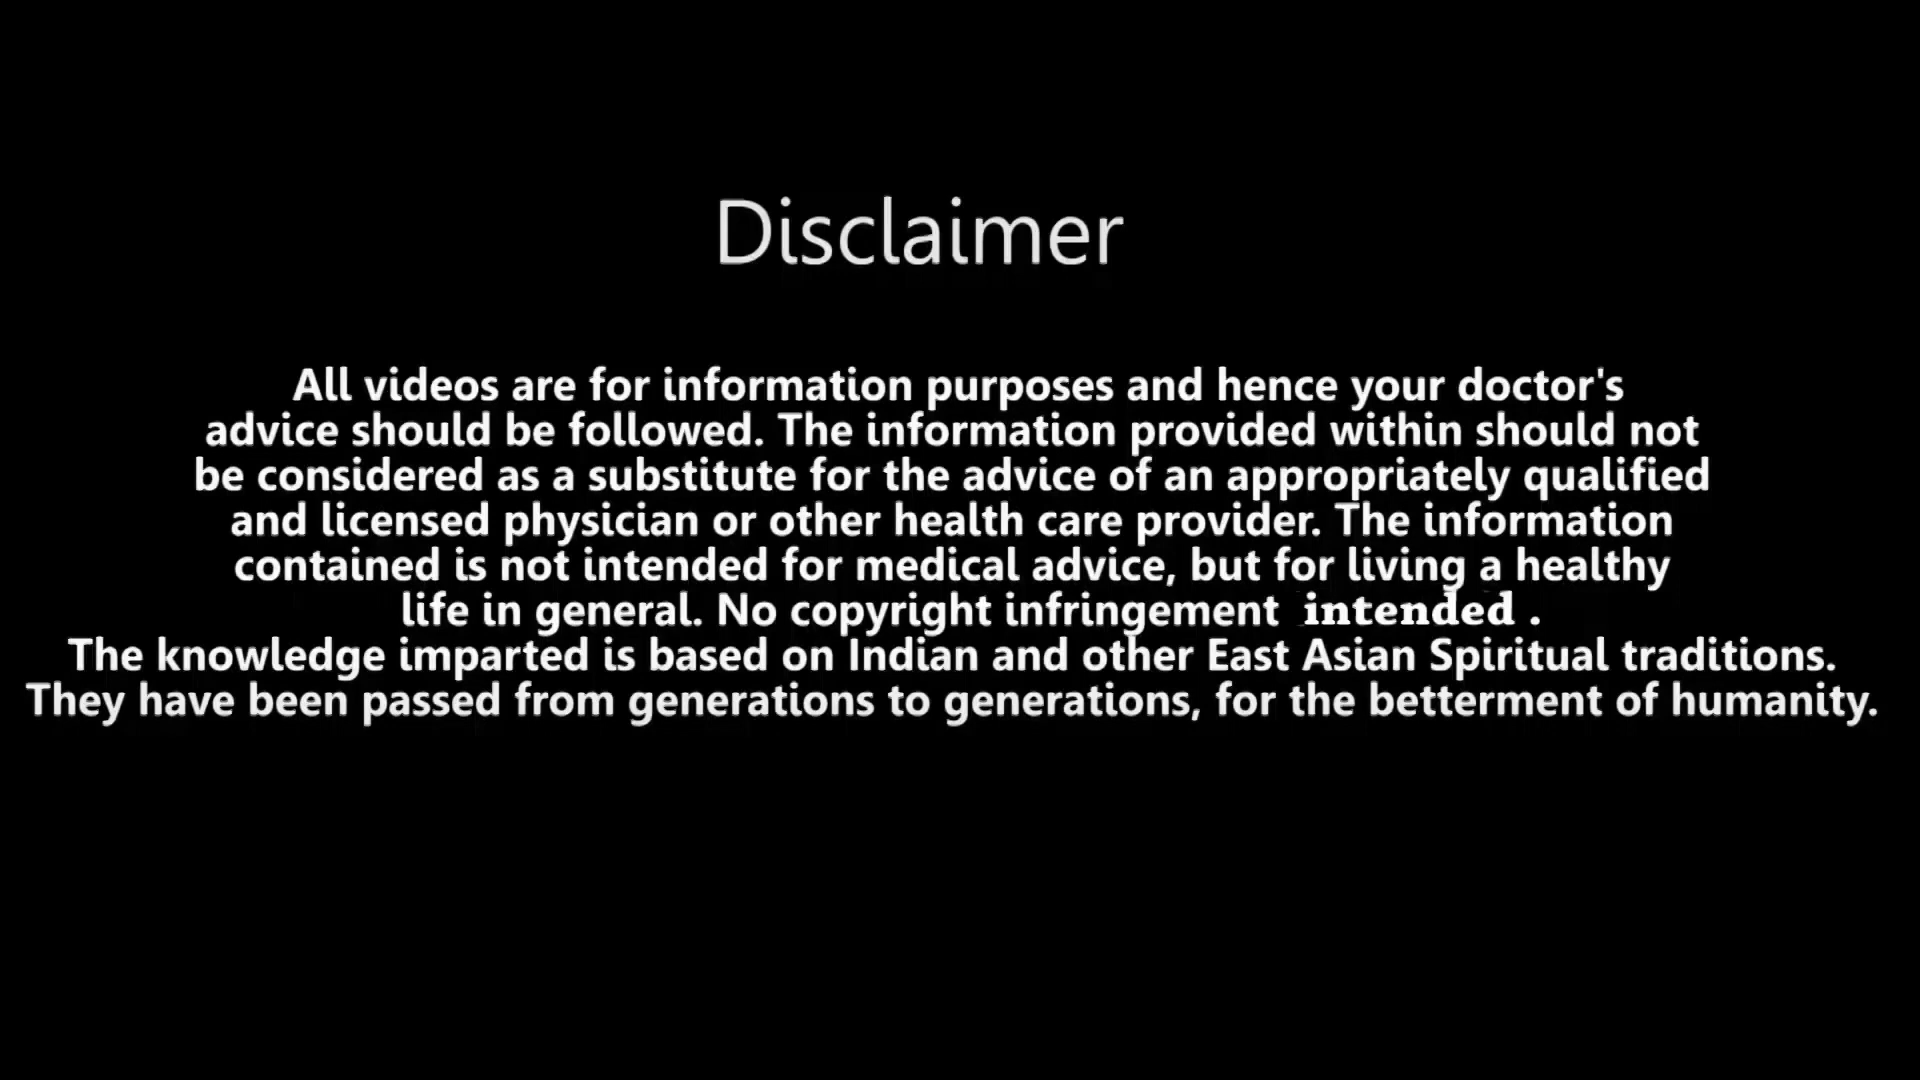 Disclaimer
All videos are for information purposes and hence your doctor's
advice should be followed. The information provided within should not
be considered as a substitute for the advice of an appropriately qualified
and licensed physician or other health care provider. The information
contained is not intended for medical advice, but for living a healthy
life in general. No copyright infringement intended .
The knowledge imparted is based on Indian and other East Asian Spiritual traditions.
They have been passed from generations to generations, for the betterment of humanity.